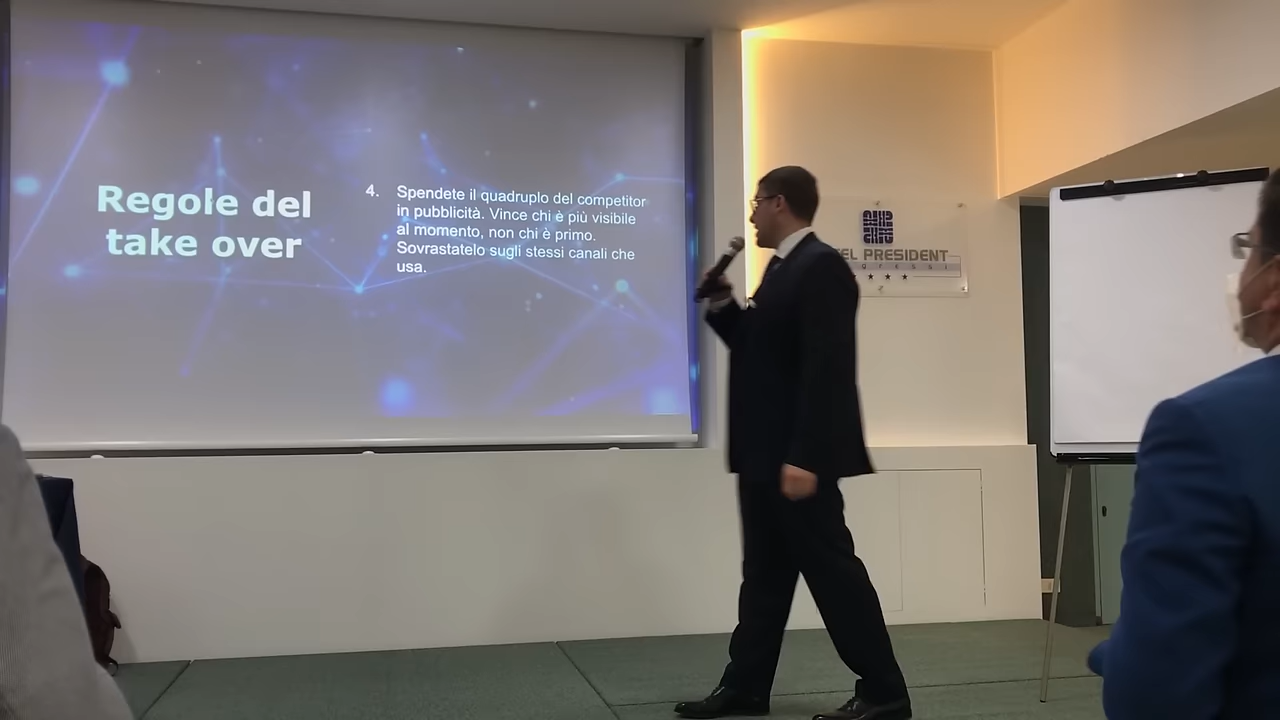 Regole del
take over
4. Spendete il quadruplo del competitor
in pubblicità. Vince chi è più visibile
al momento, non chi è primo.
Sovrastatelo sugli stessi canali che
usa.
EL PRESIDENT